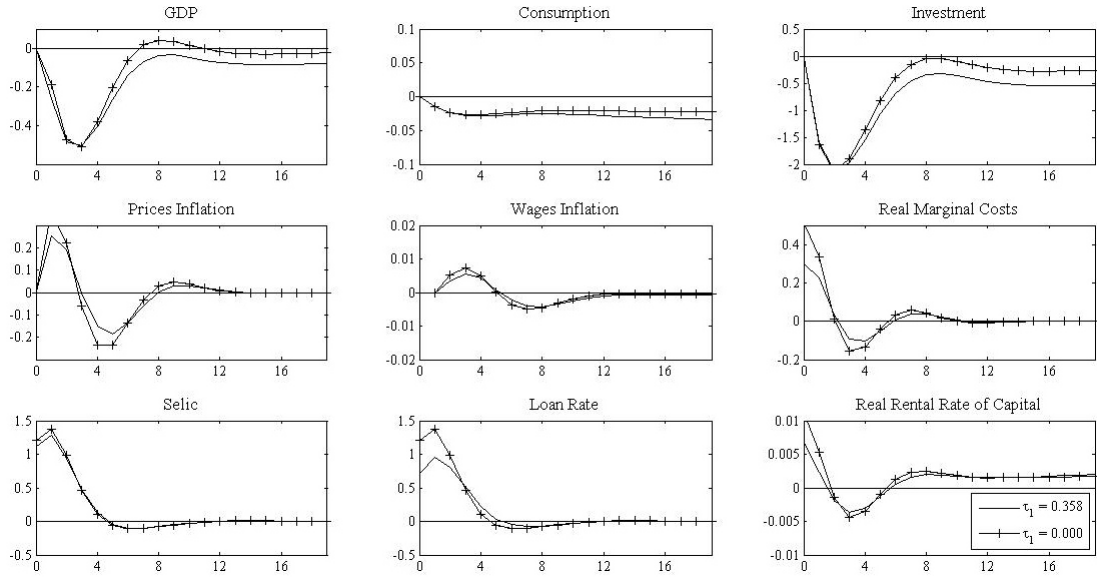 GDP
0
-0.2
-0.4
0 4 8 12 16
Consumption
0.1
0.05
0.00
-0.05
-0.1
0 4 8 12 16
Investment
0.5
0
-0.5
-1
-1.5
-2
0 4 8 12 16
Prices Inflation
0.2
0.1
0
-0.1
-0.2
0 4 8 12 16
Wages Inflation
0.02
0.01
0
-0.01
-0.02
0 4 8 12 16
Real Marginal Costs
0.4
0.2
0
-0.2
0 4 8 12 16
Selic
1.5
1
0.5
0
-0.5
0 4 8 12 16
Loan Rate
1.5
1
0.5
0
-0.5
0 4 8 12 16
Real Rental Rate of Capital
0.01
0.005
0
-0.005
-0.01
0 4 8 12 16
τ1 = 0.358
τ1 = 0.000